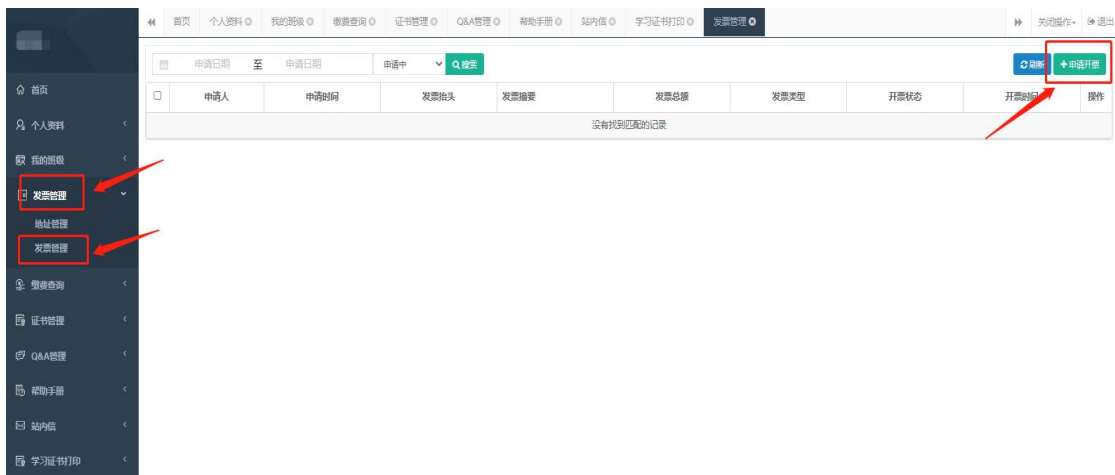 首页 个人资料 我的班级 缴费查询 证书管理 Q&A管理 帮助手册 站内信 学习证书打印 发票管理 关闭操作 退出
申请日期 至 申请日期 申请中 搜索 刷新 +申请开票
申请人 申请时间 发票抬头 发票摘要 发票总额 发票类型 开票状态 开票时间 操作
没有找到匹配的记录
首页
个人资料
我的班级
发票管理
地址管理
发票管理
缴费查询
证书管理
Q&A管理
帮助手册
站内信
学习证书打印